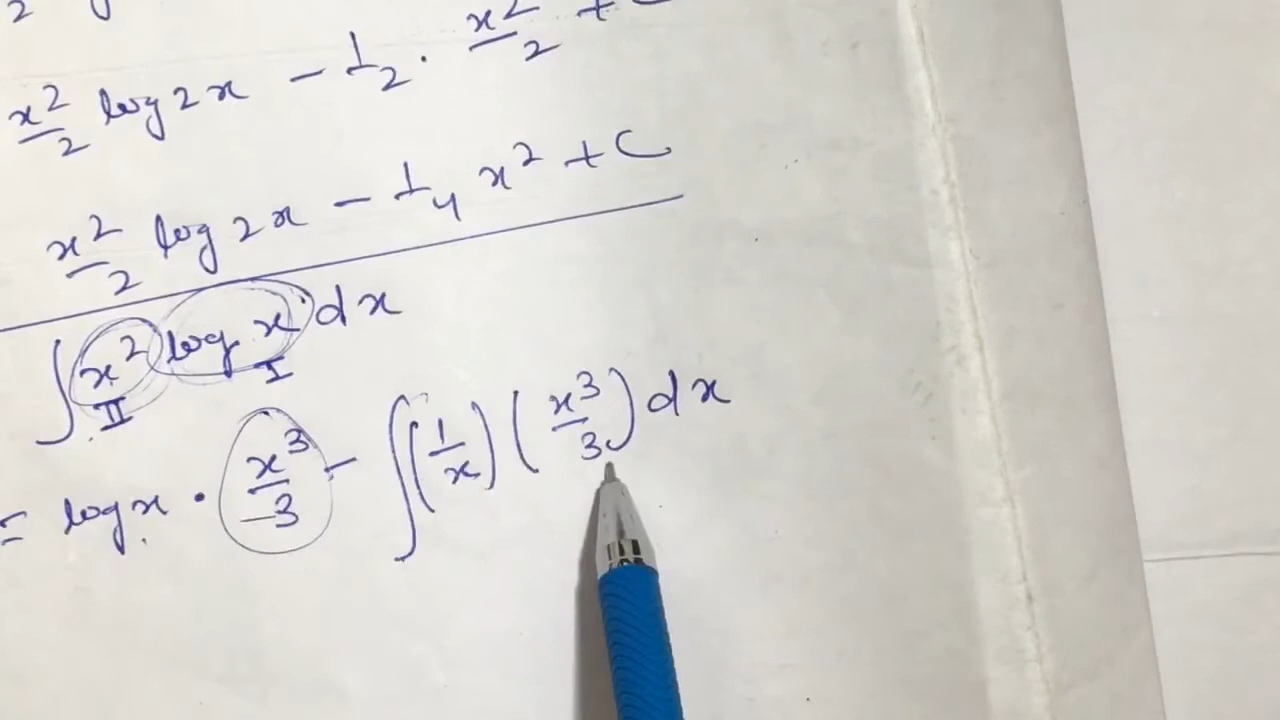 x²/2 log 2x - 1/2 · x²/2 + C
x²/2 log 2x - 1/4 x² + C
∫ x² log x dx
II I
= log x · x³/3 - ∫ (1/x) (x³/3) dx